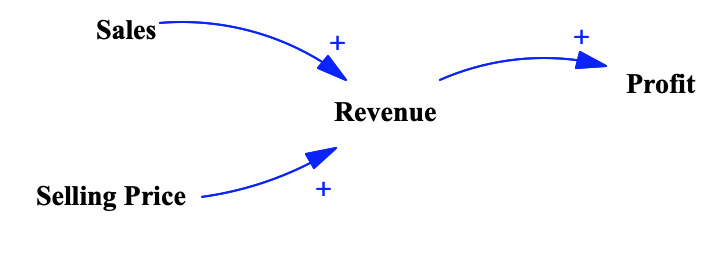 Sales
+
+
Profit
Revenue
Selling Price
+